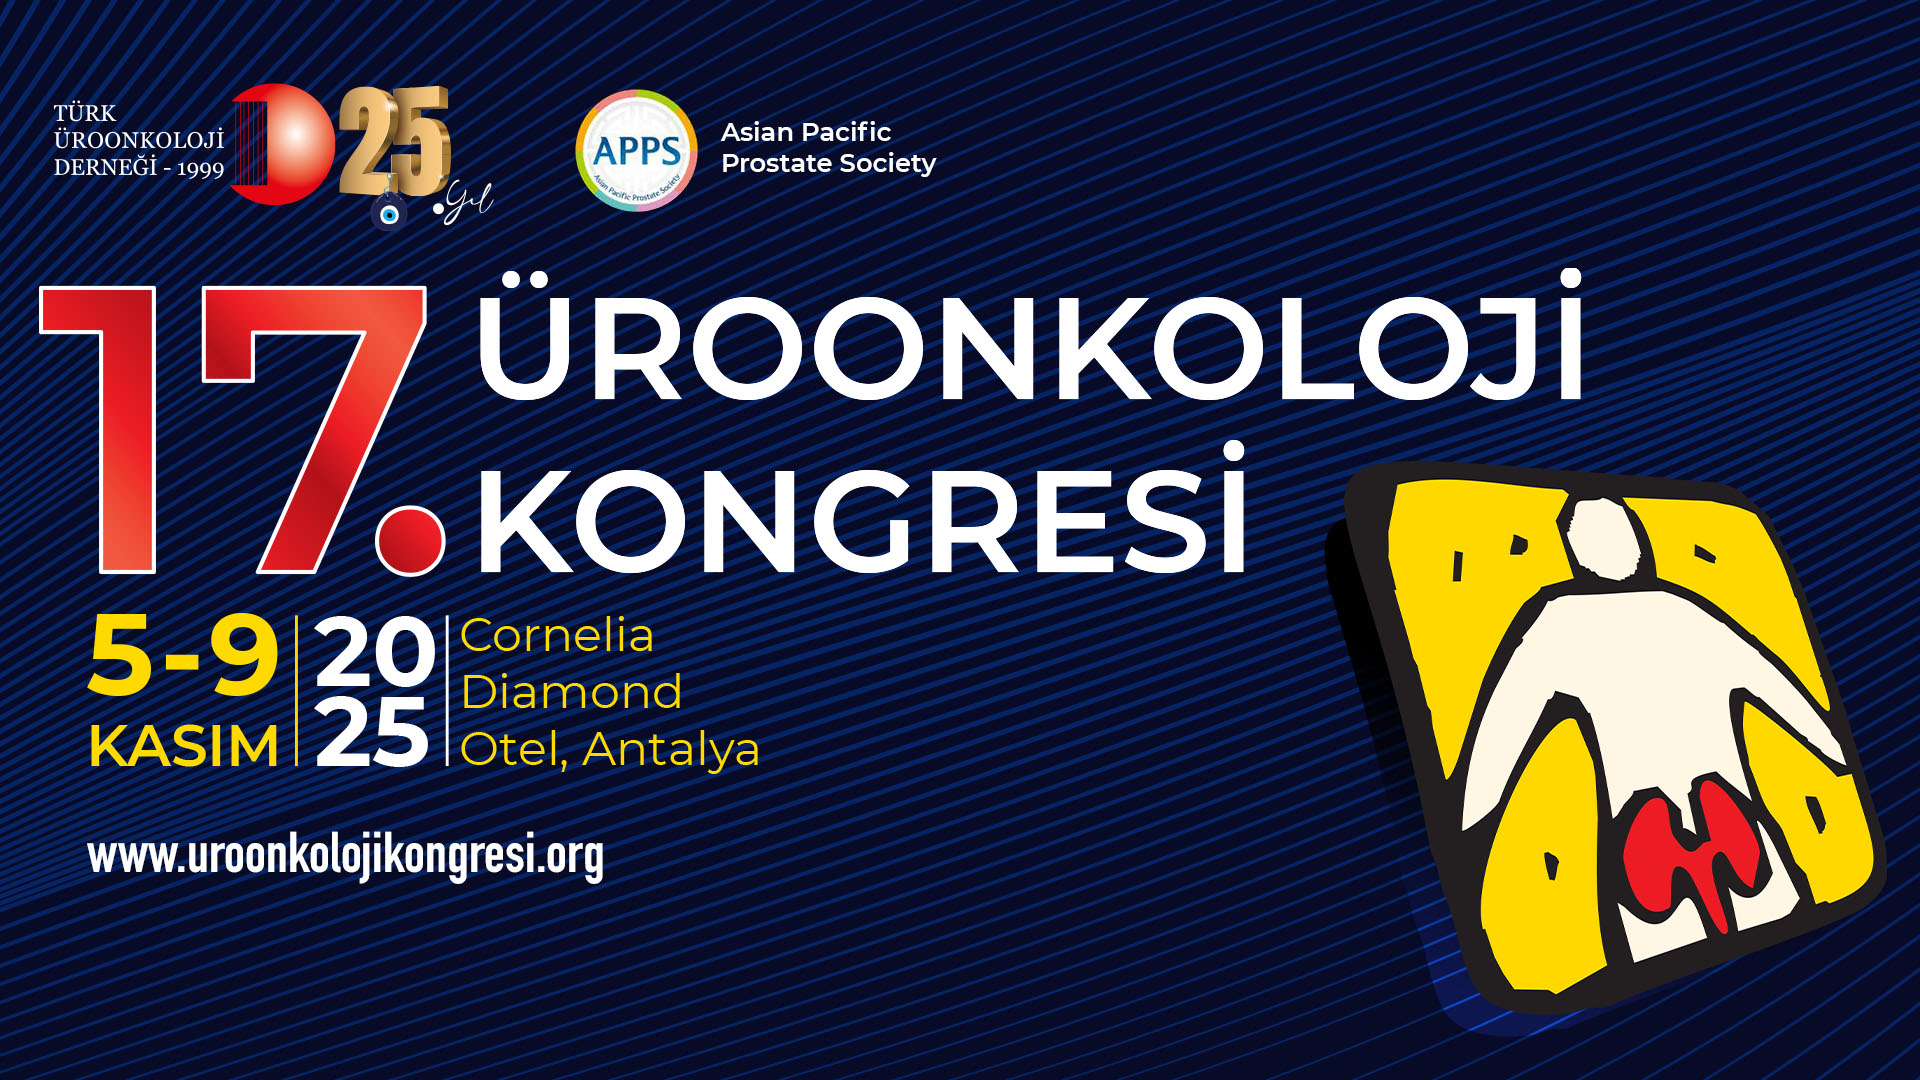 TÜRK
ÜROONKOLOJİ
DERNEĞİ - 1999
25.yıl
APPS
Asian Pacific Prostate Society
Asian Pacific
Prostate Society
17. ÜROONKOLOJİ
KONGRESİ
5-9
KASIM
20
25
Cornelia
Diamond
Otel, Antalya
www.uroonkolojikongresi.org